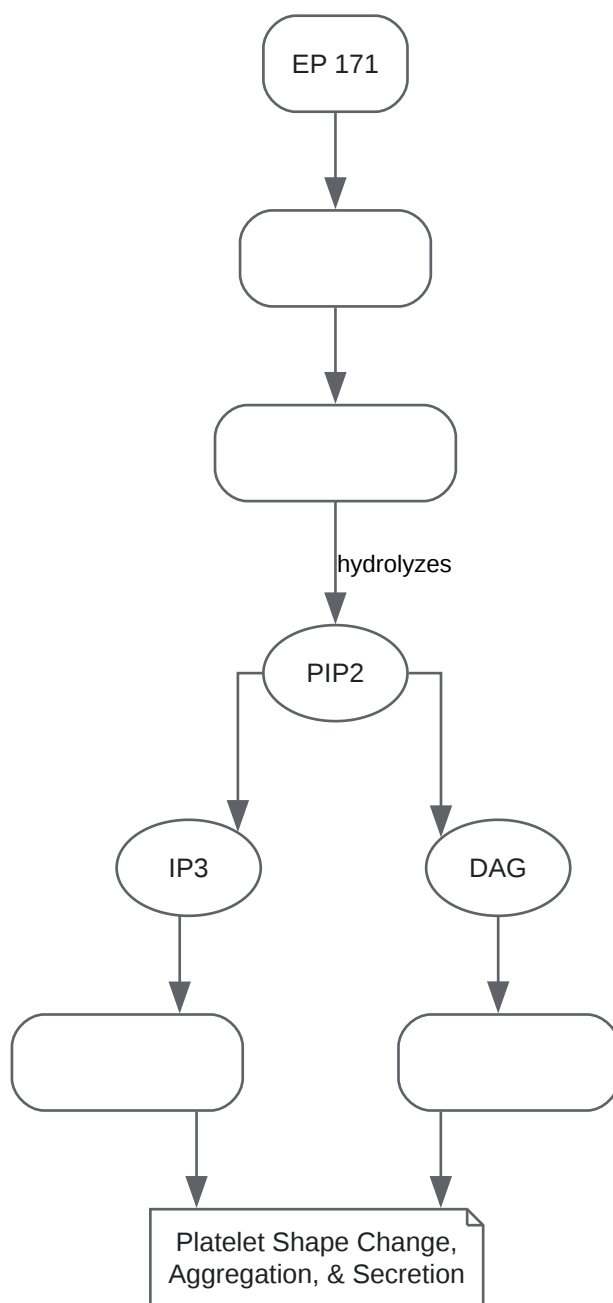 EP 171
hydrolyzes
PIP2
IP3
DAG
Platelet Shape Change,
Aggregation, & Secretion